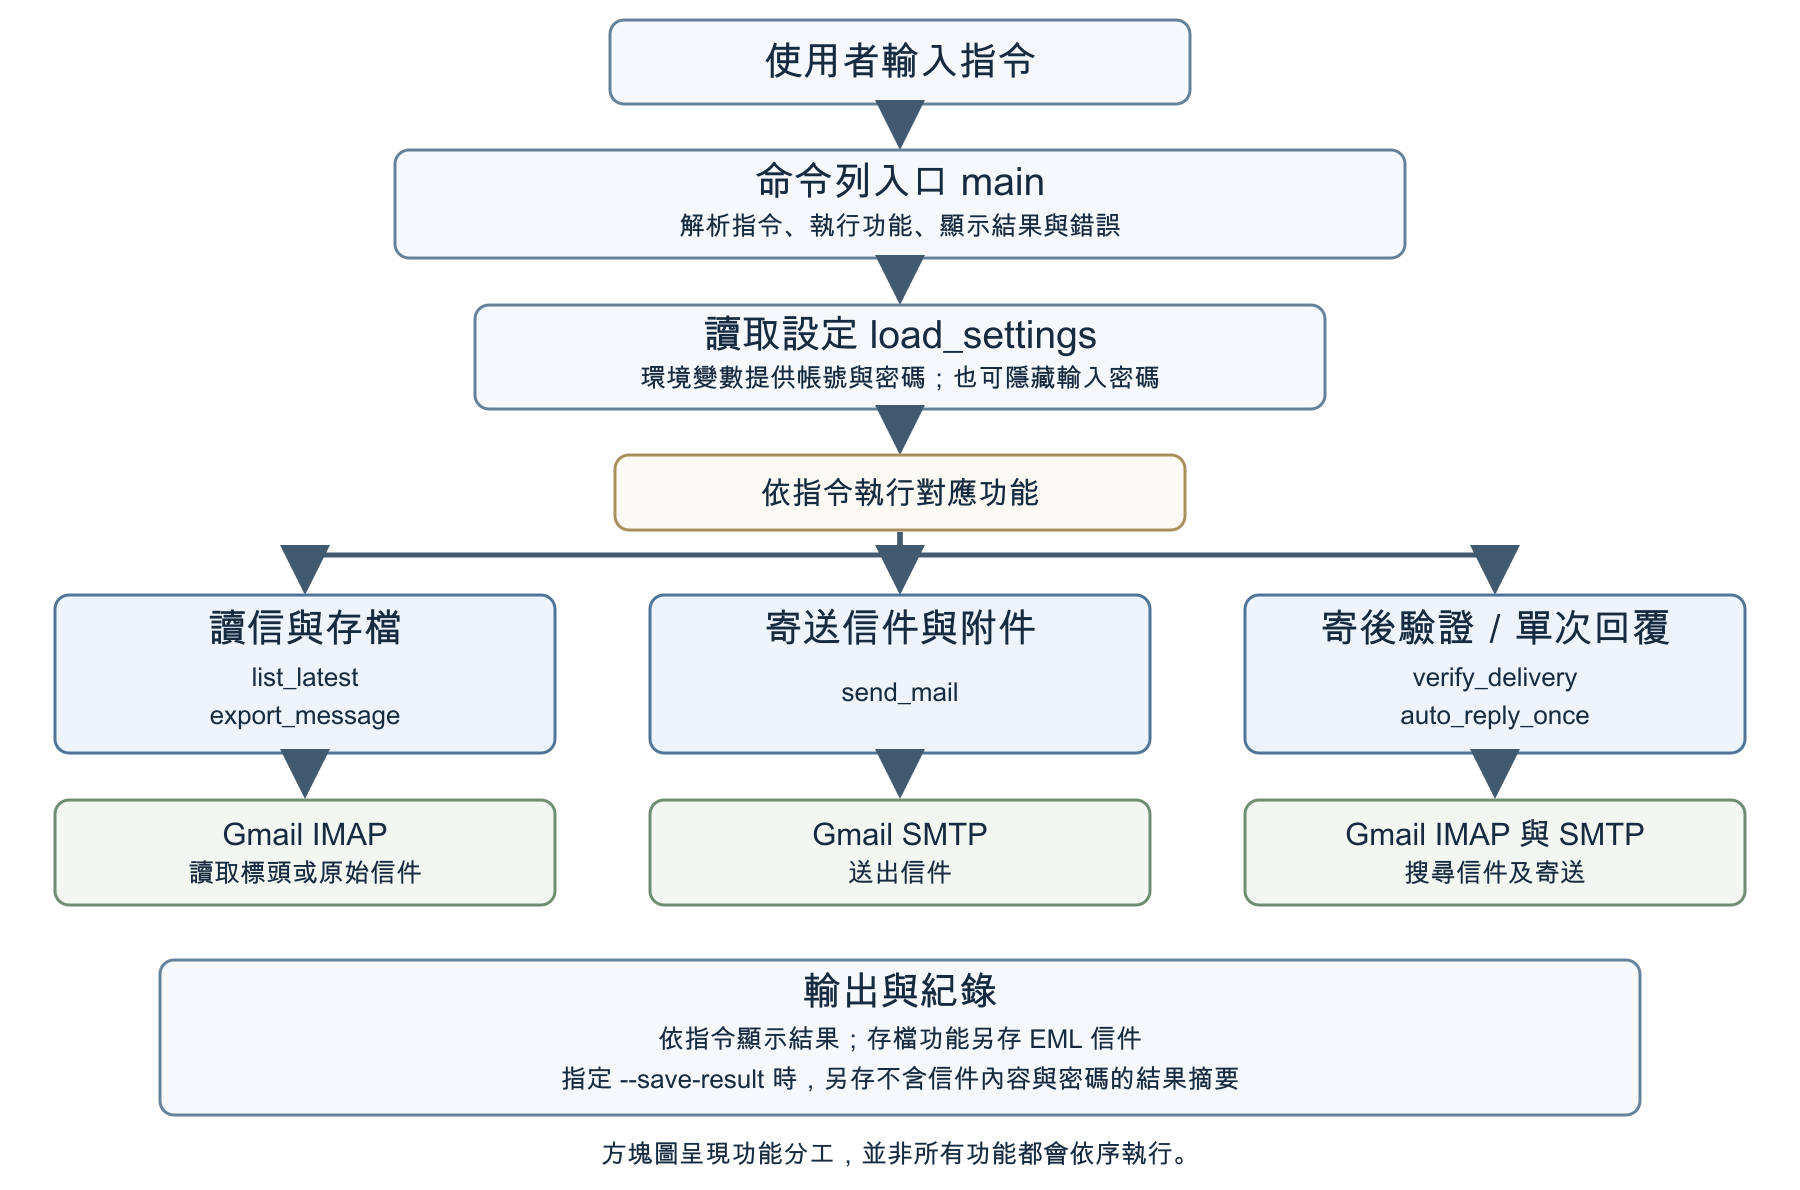 使用者輸入指令
命令列入口 main
解析指令、執行功能、顯示結果與錯誤
讀取設定 load_settings
環境變數提供帳號與密碼；也可隱藏輸入密碼
依指令執行對應功能
讀信與存檔
list_latest
export_message
寄送信件與附件
send_mail
寄後驗證 / 單次回覆
verify_delivery
auto_reply_once
Gmail IMAP
讀取標頭或原始信件
Gmail SMTP
送出信件
Gmail IMAP 與 SMTP
搜尋信件及寄送
輸出與紀錄
依指令顯示結果；存檔功能另存 EML 信件
指定 --save-result 時，另存不含信件內容與密碼的結果摘要
方塊圖呈現功能分工，並非所有功能都會依序執行。